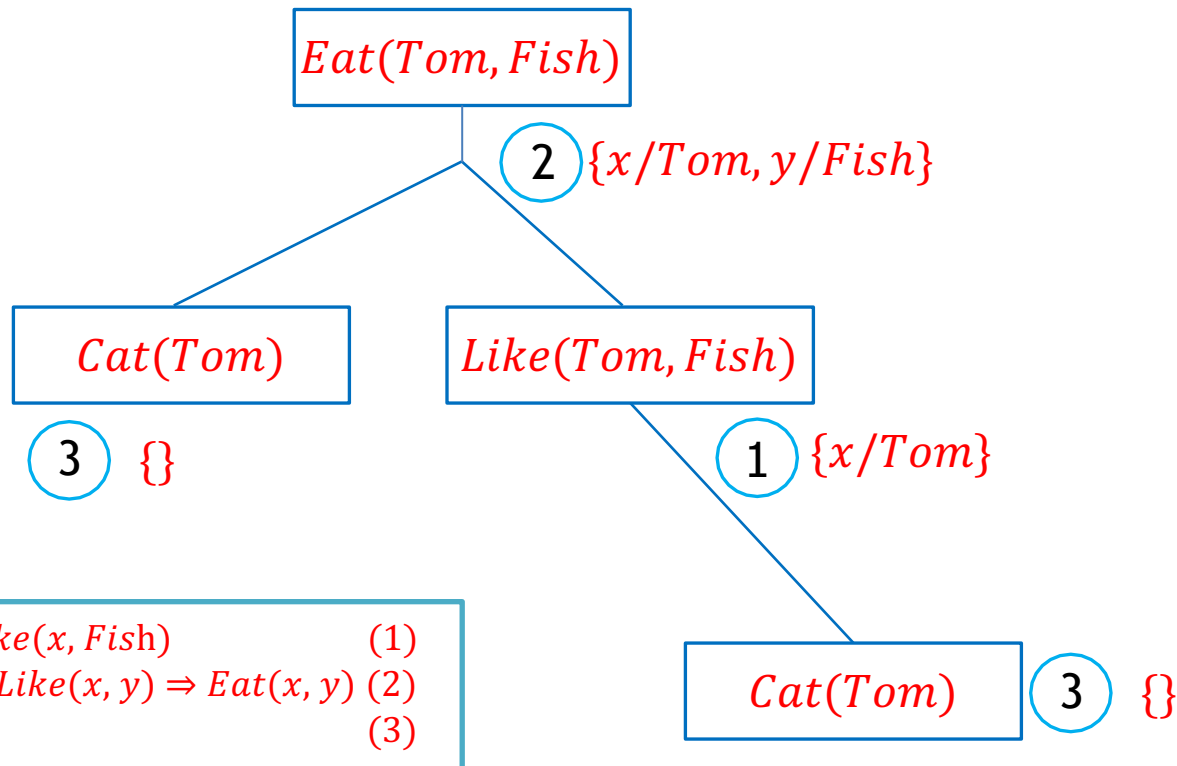 Eat(Tom, Fish)
2 {x/Tom, y/Fish}
Cat(Tom)
Like(Tom, Fish)
3 {}
1 {x/Tom}
ke(x, Fish) (1)
Like(x, y) ⇒ Eat(x, y) (2)
(3)
Cat(Tom) 3 {}